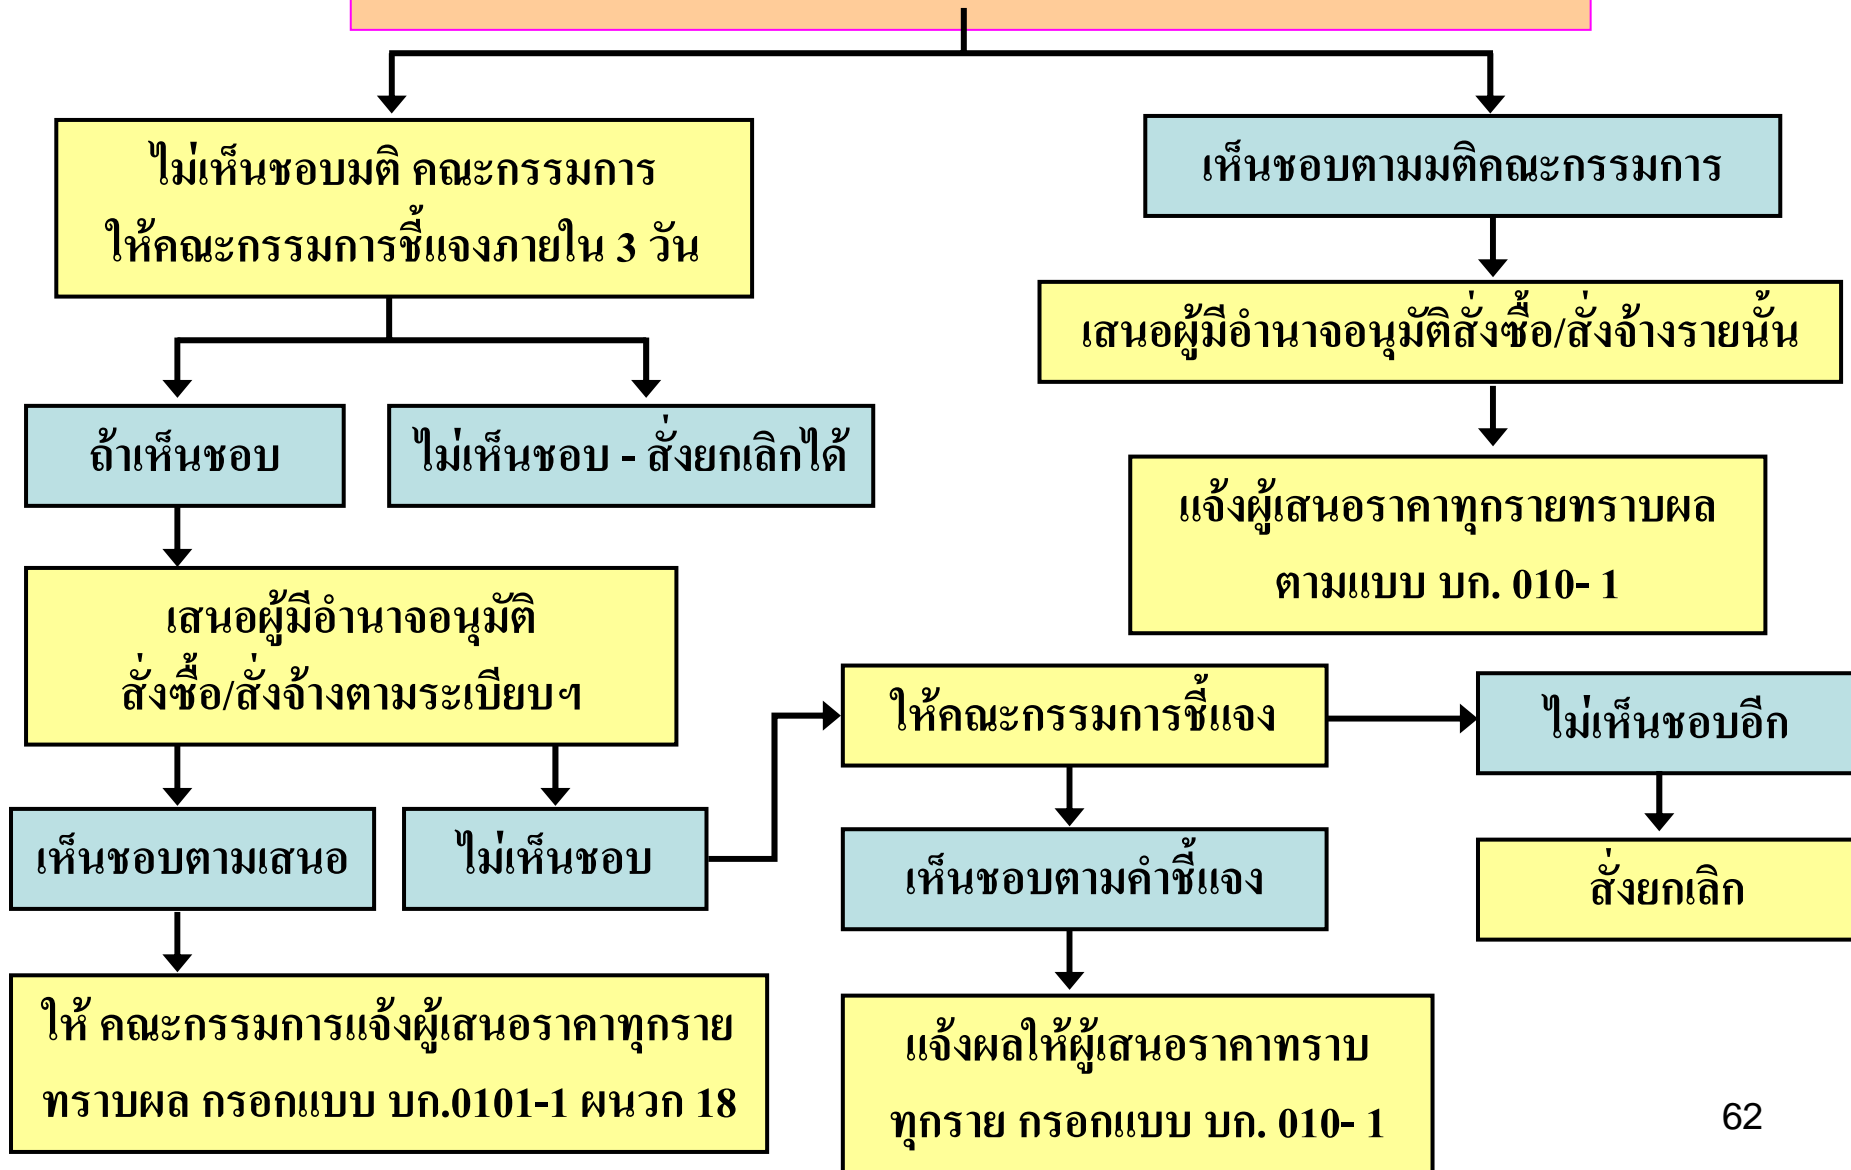 ไม่เห็นชอบมติ คณะกรรมการ
ให้คณะกรรมการชี้แจงภายใน 3 วัน
เห็นชอบตามมติคณะกรรมการ
เสนอผู้มีอำนาจอนุมัติสั่งซื้อ/สั่งจ้างรายนั้น
ถ้าเห็นชอบ
ไม่เห็นชอบ - สั่งยกเลิกได้
แจ้งผู้เสนอราคาทุกรายทราบผล
ตามแบบ บก. 010- 1
เสนอผู้มีอำนาจอนุมัติ
สั่งซื้อ/สั่งจ้างตามระเบียบฯ
ให้คณะกรรมการชี้แจง
ไม่เห็นชอบอีก
เห็นชอบตามเสนอ
ไม่เห็นชอบ
เห็นชอบตามคำชี้แจง
สั่งยกเลิก
ให้ คณะกรรมการแจ้งผู้เสนอราคาทุกราย
ทราบผล กรอกแบบ บก.0101-1 ผนวก 18
แจ้งผลให้ผู้เสนอราคาทราบ
ทุกราย กรอกแบบ บก. 010- 1
62